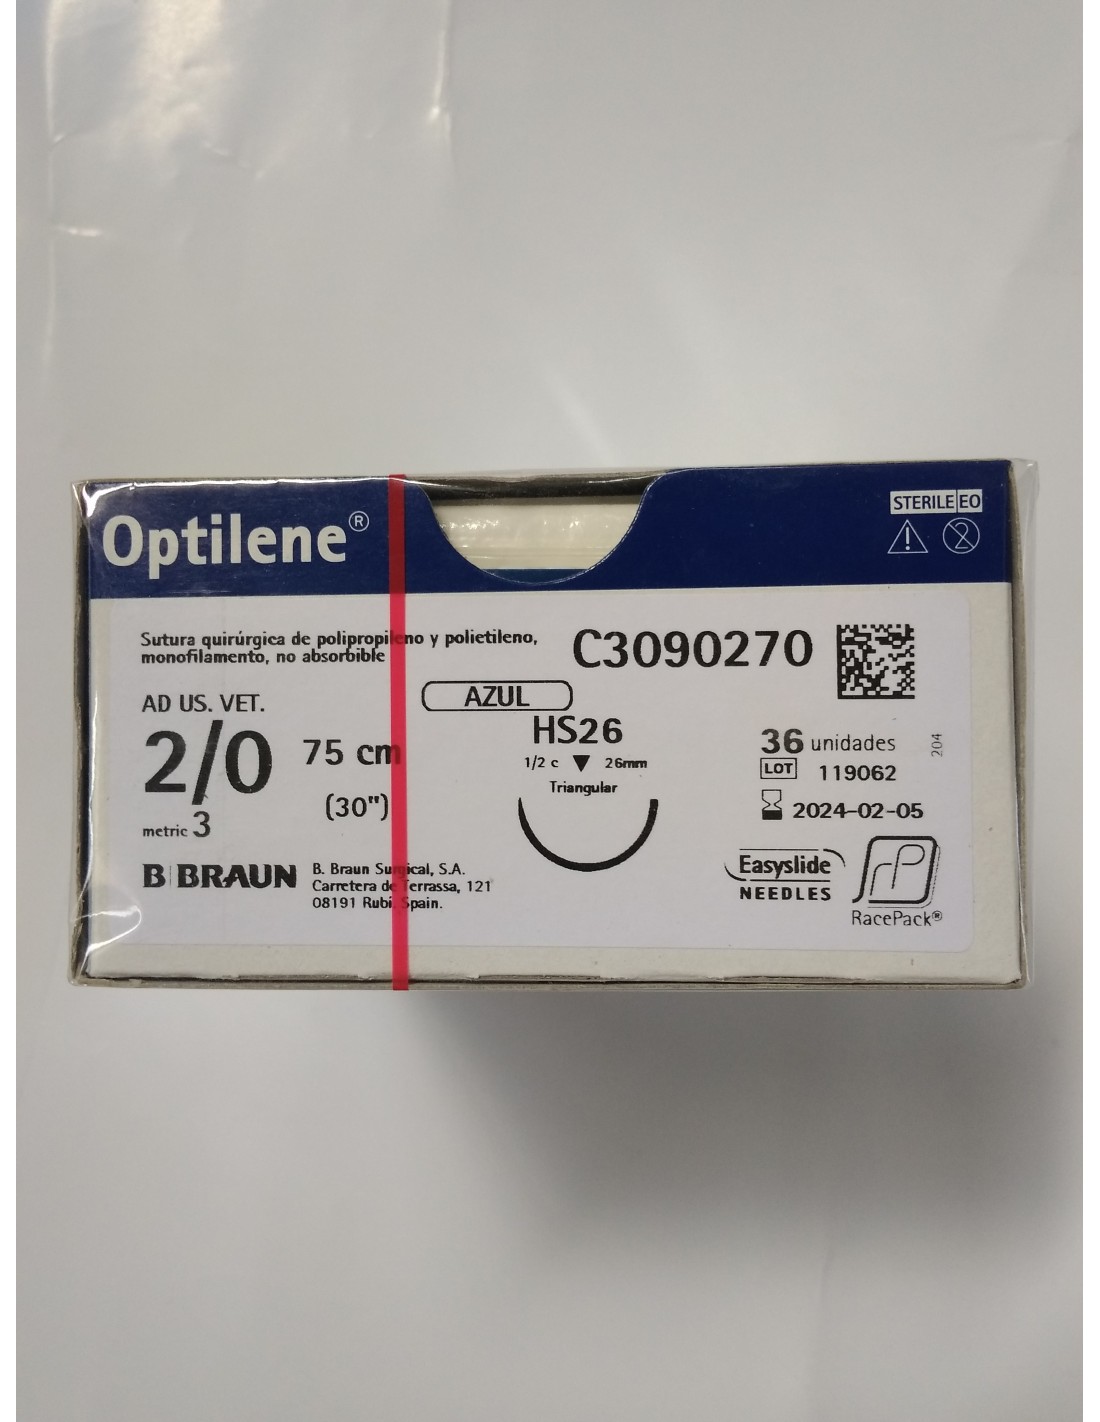 Optilene®
STERILE EO
Sutura quirúrgica de polipropileno y polietileno,
monofilamento, no absorbible
C3090270
AD US. VET.
AZUL
2/0 75 cm
(30")
metric 3
HS26
1/2 c ▼ 26mm
Triangular
36 unidades
LOT 119062
2024-02-05
204
B|BRAUN
B. Braun Surgical, S.A.
Carretera de Terrassa, 121
08191 Rubí, Spain.
Easyslide
NEEDLES
RacePack®